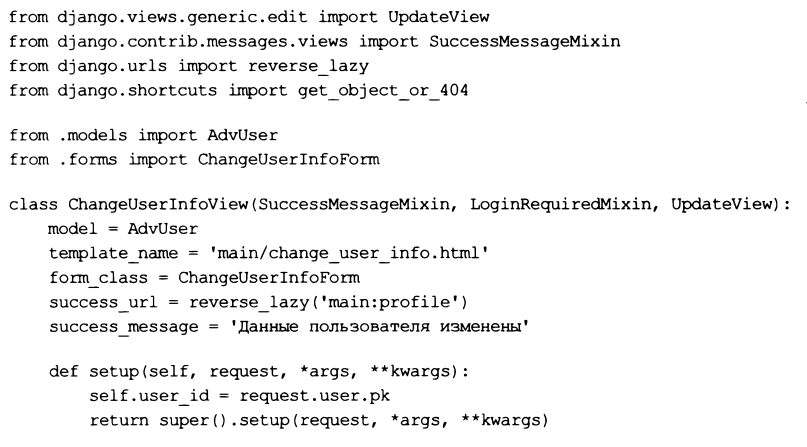 from django.views.generic.edit import UpdateView
from django.contrib.messages.views import SuccessMessageMixin
from django.urls import reverse_lazy
from django.shortcuts import get_object_or_404

from .models import AdvUser
from .forms import ChangeUserInfoForm

class ChangeUserInfoView(SuccessMessageMixin, LoginRequiredMixin, UpdateView):
    model = AdvUser
    template_name = 'main/change_user_info.html'
    form_class = ChangeUserInfoForm
    success_url = reverse_lazy('main:profile')
    success_message = 'Данные пользователя изменены'

    def setup(self, request, *args, **kwargs):
        self.user_id = request.user.pk
        return super().setup(request, *args, **kwargs)